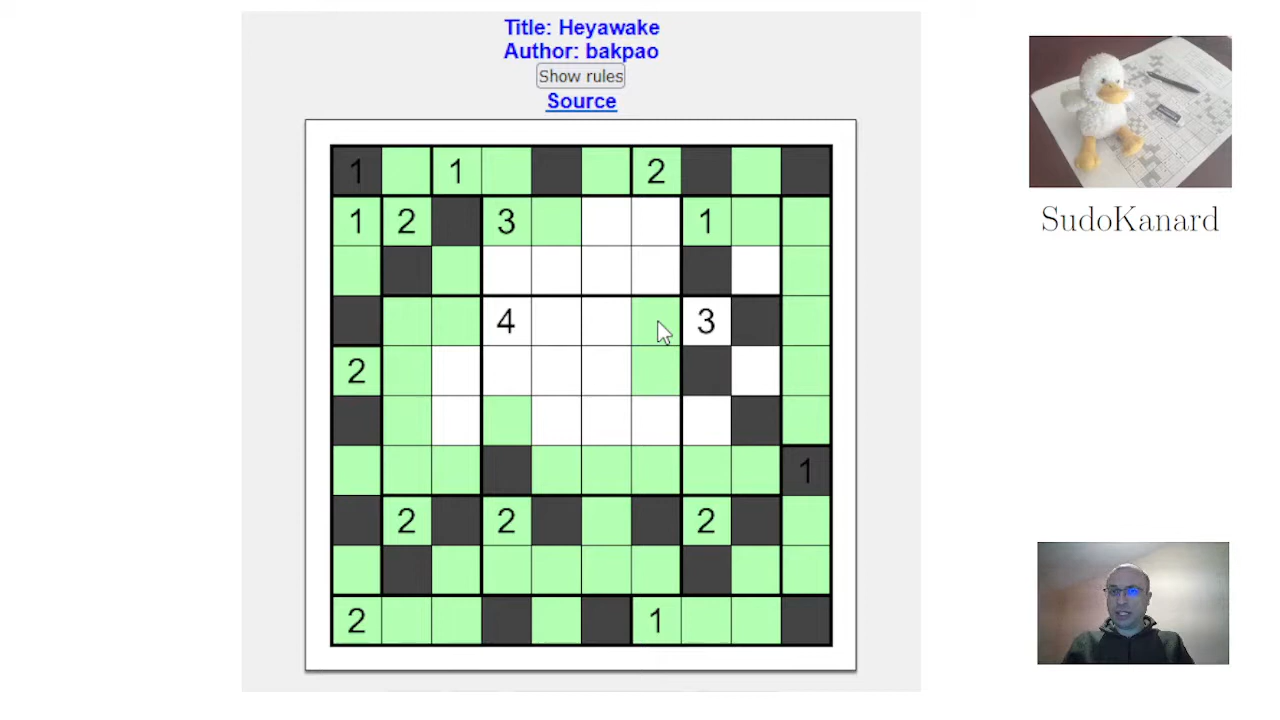 Title: Heyawake
Author: bakpao
Show rules
Source
SudoKanard
1 1 2
1 2 3 1
4 3
2
1
2 2 2
2 1